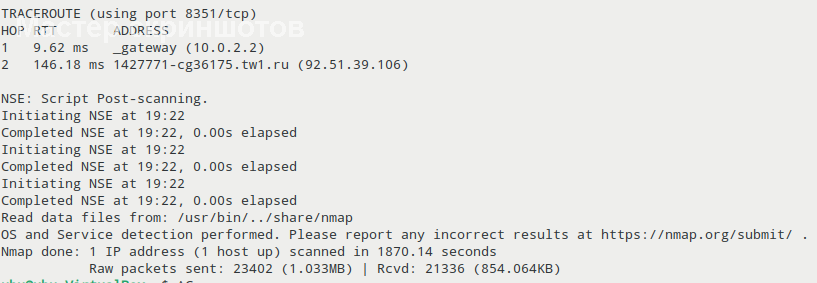 TRACEROUTE (using port 8351/tcp)
HOP RTT ADDRESS
1 9.62 ms _gateway (10.0.2.2)
2 146.18 ms 1427771-cg36175.tw1.ru (92.51.39.106)
NSE: Script Post-scanning.
Initiating NSE at 19:22
Completed NSE at 19:22, 0.00s elapsed
Initiating NSE at 19:22
Completed NSE at 19:22, 0.00s elapsed
Initiating NSE at 19:22
Completed NSE at 19:22, 0.00s elapsed
Read data files from: /usr/bin/../share/nmap
OS and Service detection performed. Please report any incorrect results at https://nmap.org/submit/ .
Nmap done: 1 IP address (1 host up) scanned in 1870.14 seconds
Raw packets sent: 23402 (1.033MB) | Rcvd: 21336 (854.064KB)